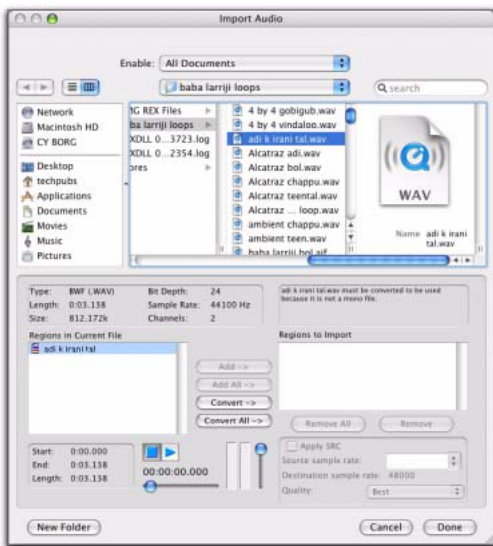 Import Audio
Enable: All Documents
baba larriji loops
search
Network
Macintosh HD
CY BORG
Desktop
techpubs
Applications
Documents
Movies
Music
Pictures
IG REX Files
ba larriji loops
XDLL 0...3723.log
XDLL 0...2354.log
ores
4 by 4 gobigub.wav
4 by 4 vindaloo.wav
adi k irani tal.wav
Alcatraz adi.wav
Alcatraz bol.wav
Alcatraz chappu.wav
Alcatraz teental.wav
Alcatraz ... loop.wav
ambient chappu.wav
ambient teen.wav
baba larriji bol.aif
WAV
Name adi k irani
tal.wav
Type: BWF (.WAV)
Length: 0:03.138
Size: 812.172k
Bit Depth: 24
Sample Rate: 44100 Hz
Channels: 2
adi k irani tal.wav must be converted to be used
because it is not a mono file.
Regions in Current File
adi k irani tal
Add ->
Add All ->
Convert ->
Convert All ->
Regions to Import
Remove All
Remove
Start: 0:00.000
End: 0:03.138
Length: 0:03.138
00:00:00.000
Apply SRC
Source sample rate:
Destination sample rate: 48000
Quality: Best
New Folder
Cancel
Done